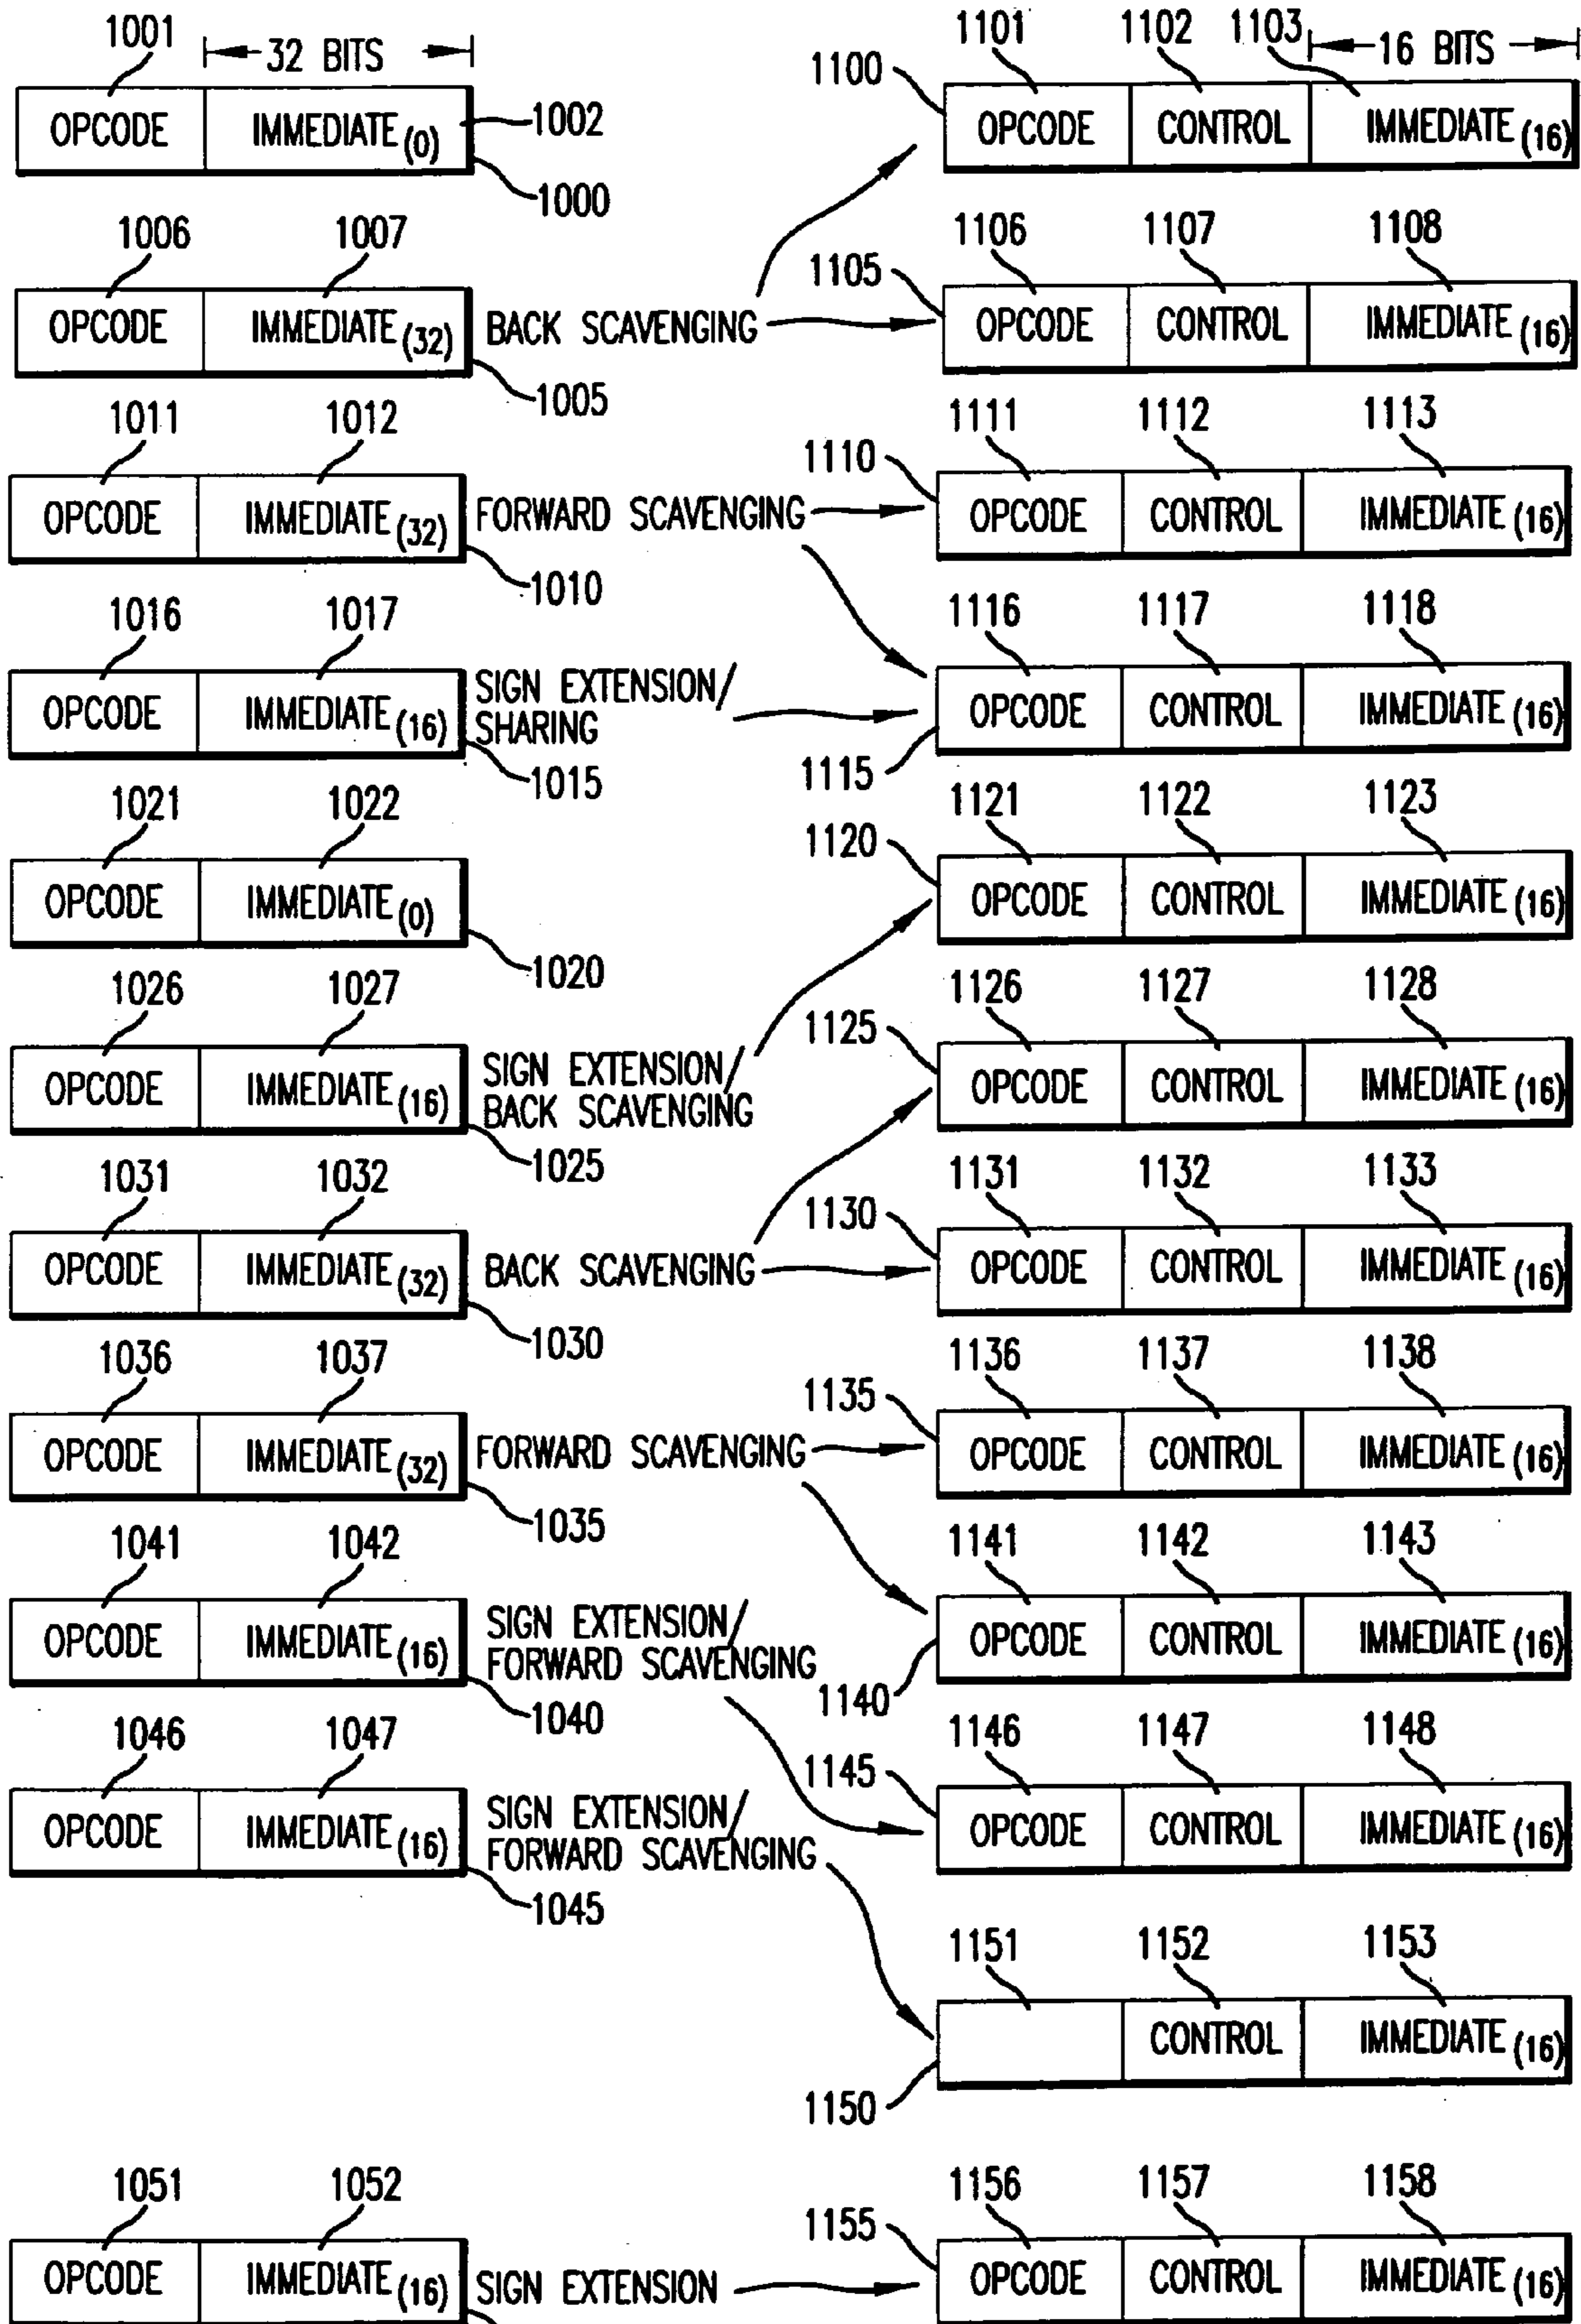 1001 32 BITS 1101 1102 1103 16 BITS
1100
OPCODE IMMEDIATE(0) 1002 OPCODE CONTROL IMMEDIATE(16)
1000
1006 1007 1106 1107 1108
1105
OPCODE IMMEDIATE(32) BACK SCAVENGING OPCODE CONTROL IMMEDIATE(16)
1005
1011 1012 1111 1112 1113
1110
OPCODE IMMEDIATE(32) FORWARD SCAVENGING OPCODE CONTROL IMMEDIATE(16)
1010
1016 1017 1116 1117 1118
OPCODE IMMEDIATE(16) SIGN EXTENSION/ OPCODE CONTROL IMMEDIATE(16)
SHARING
1015 1115
1021 1022 1121 1122 1123
1120
OPCODE IMMEDIATE(0) OPCODE CONTROL IMMEDIATE(16)
1020
1026 1027 1126 1127 1128
1125
OPCODE IMMEDIATE(16) SIGN EXTENSION/ OPCODE CONTROL IMMEDIATE(16)
BACK SCAVENGING
1025
1031 1032 1131 1132 1133
1130
OPCODE IMMEDIATE(32) BACK SCAVENGING OPCODE CONTROL IMMEDIATE(16)
1030
1036 1037 1136 1137 1138
1135
OPCODE IMMEDIATE(32) FORWARD SCAVENGING OPCODE CONTROL IMMEDIATE(16)
1035
1041 1042 1141 1142 1143
OPCODE IMMEDIATE(16) SIGN EXTENSION/ OPCODE CONTROL IMMEDIATE(16)
FORWARD SCAVENGING
1040 1140
1046 1047 1146 1147 1148
1145
OPCODE IMMEDIATE(16) SIGN EXTENSION/ OPCODE CONTROL IMMEDIATE(16)
FORWARD SCAVENGING
1045
1151 1152 1153
CONTROL IMMEDIATE(16)
1150
1051 1052 1156 1157 1158
1155
OPCODE IMMEDIATE(16) SIGN EXTENSION OPCODE CONTROL IMMEDIATE(16)